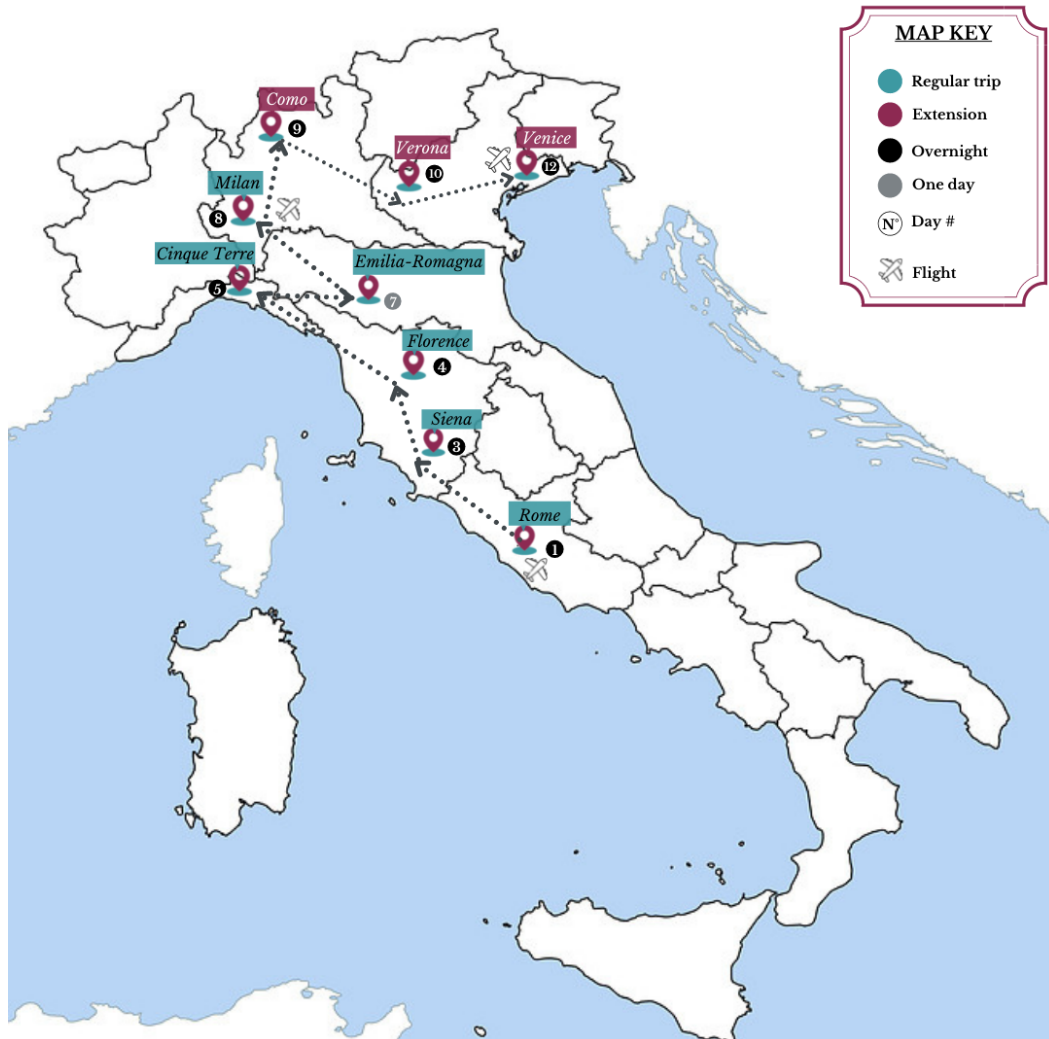 MAP KEY
Regular trip
Extension
Overnight
One day
N° Day #
Flight
Como
9
Verona
10
Venice
12
Milan
8
Cinque Terre
5
Emilia-Romagna
7
Florence
4
Siena
3
Rome
1